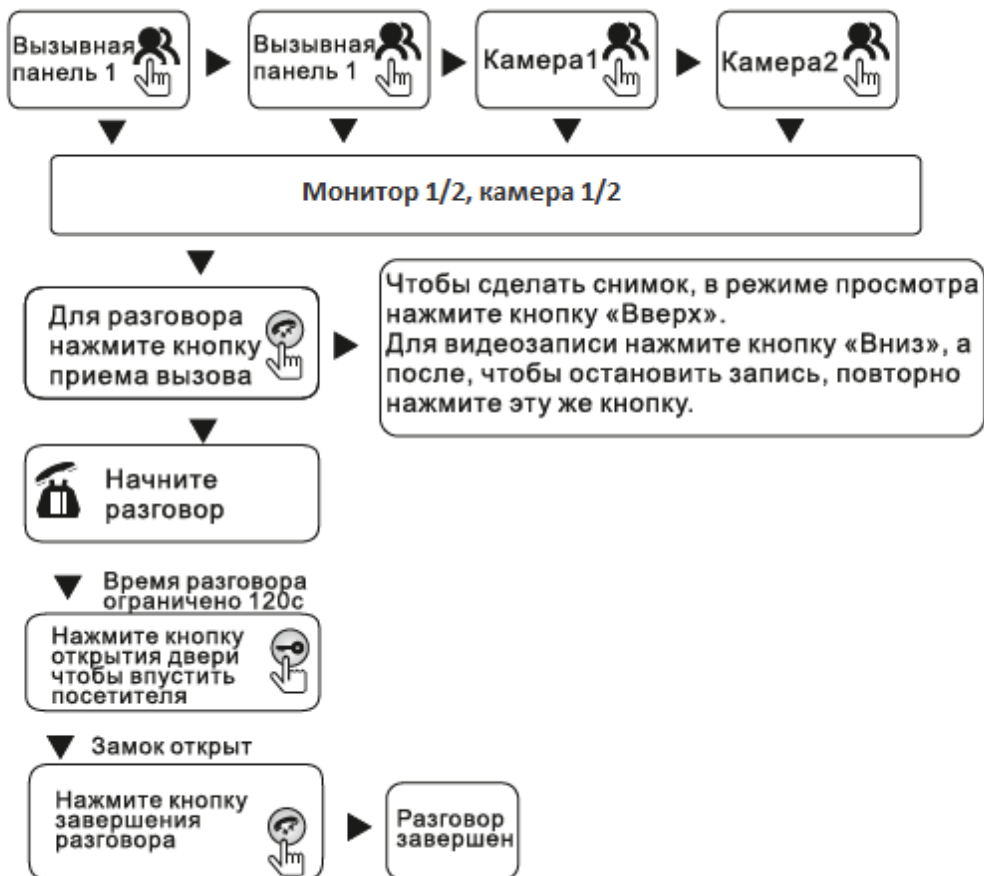 Вызывная
панель 1
Вызывная
панель 1
Камера1
Камера2
Монитор 1/2, камера 1/2
Для разговора
нажмите кнопку
приема вызова
Чтобы сделать снимок, в режиме просмотра
нажмите кнопку «Вверх».
Для видеозаписи нажмите кнопку «Вниз», а
после, чтобы остановить запись, повторно
нажмите эту же кнопку.
Начните
разговор
Время разговора
ограничено 120с
Нажмите кнопку
открытия двери
чтобы впустить
посетителя
Замок открыт
Нажмите кнопку
завершения
разговора
Разговор
завершен